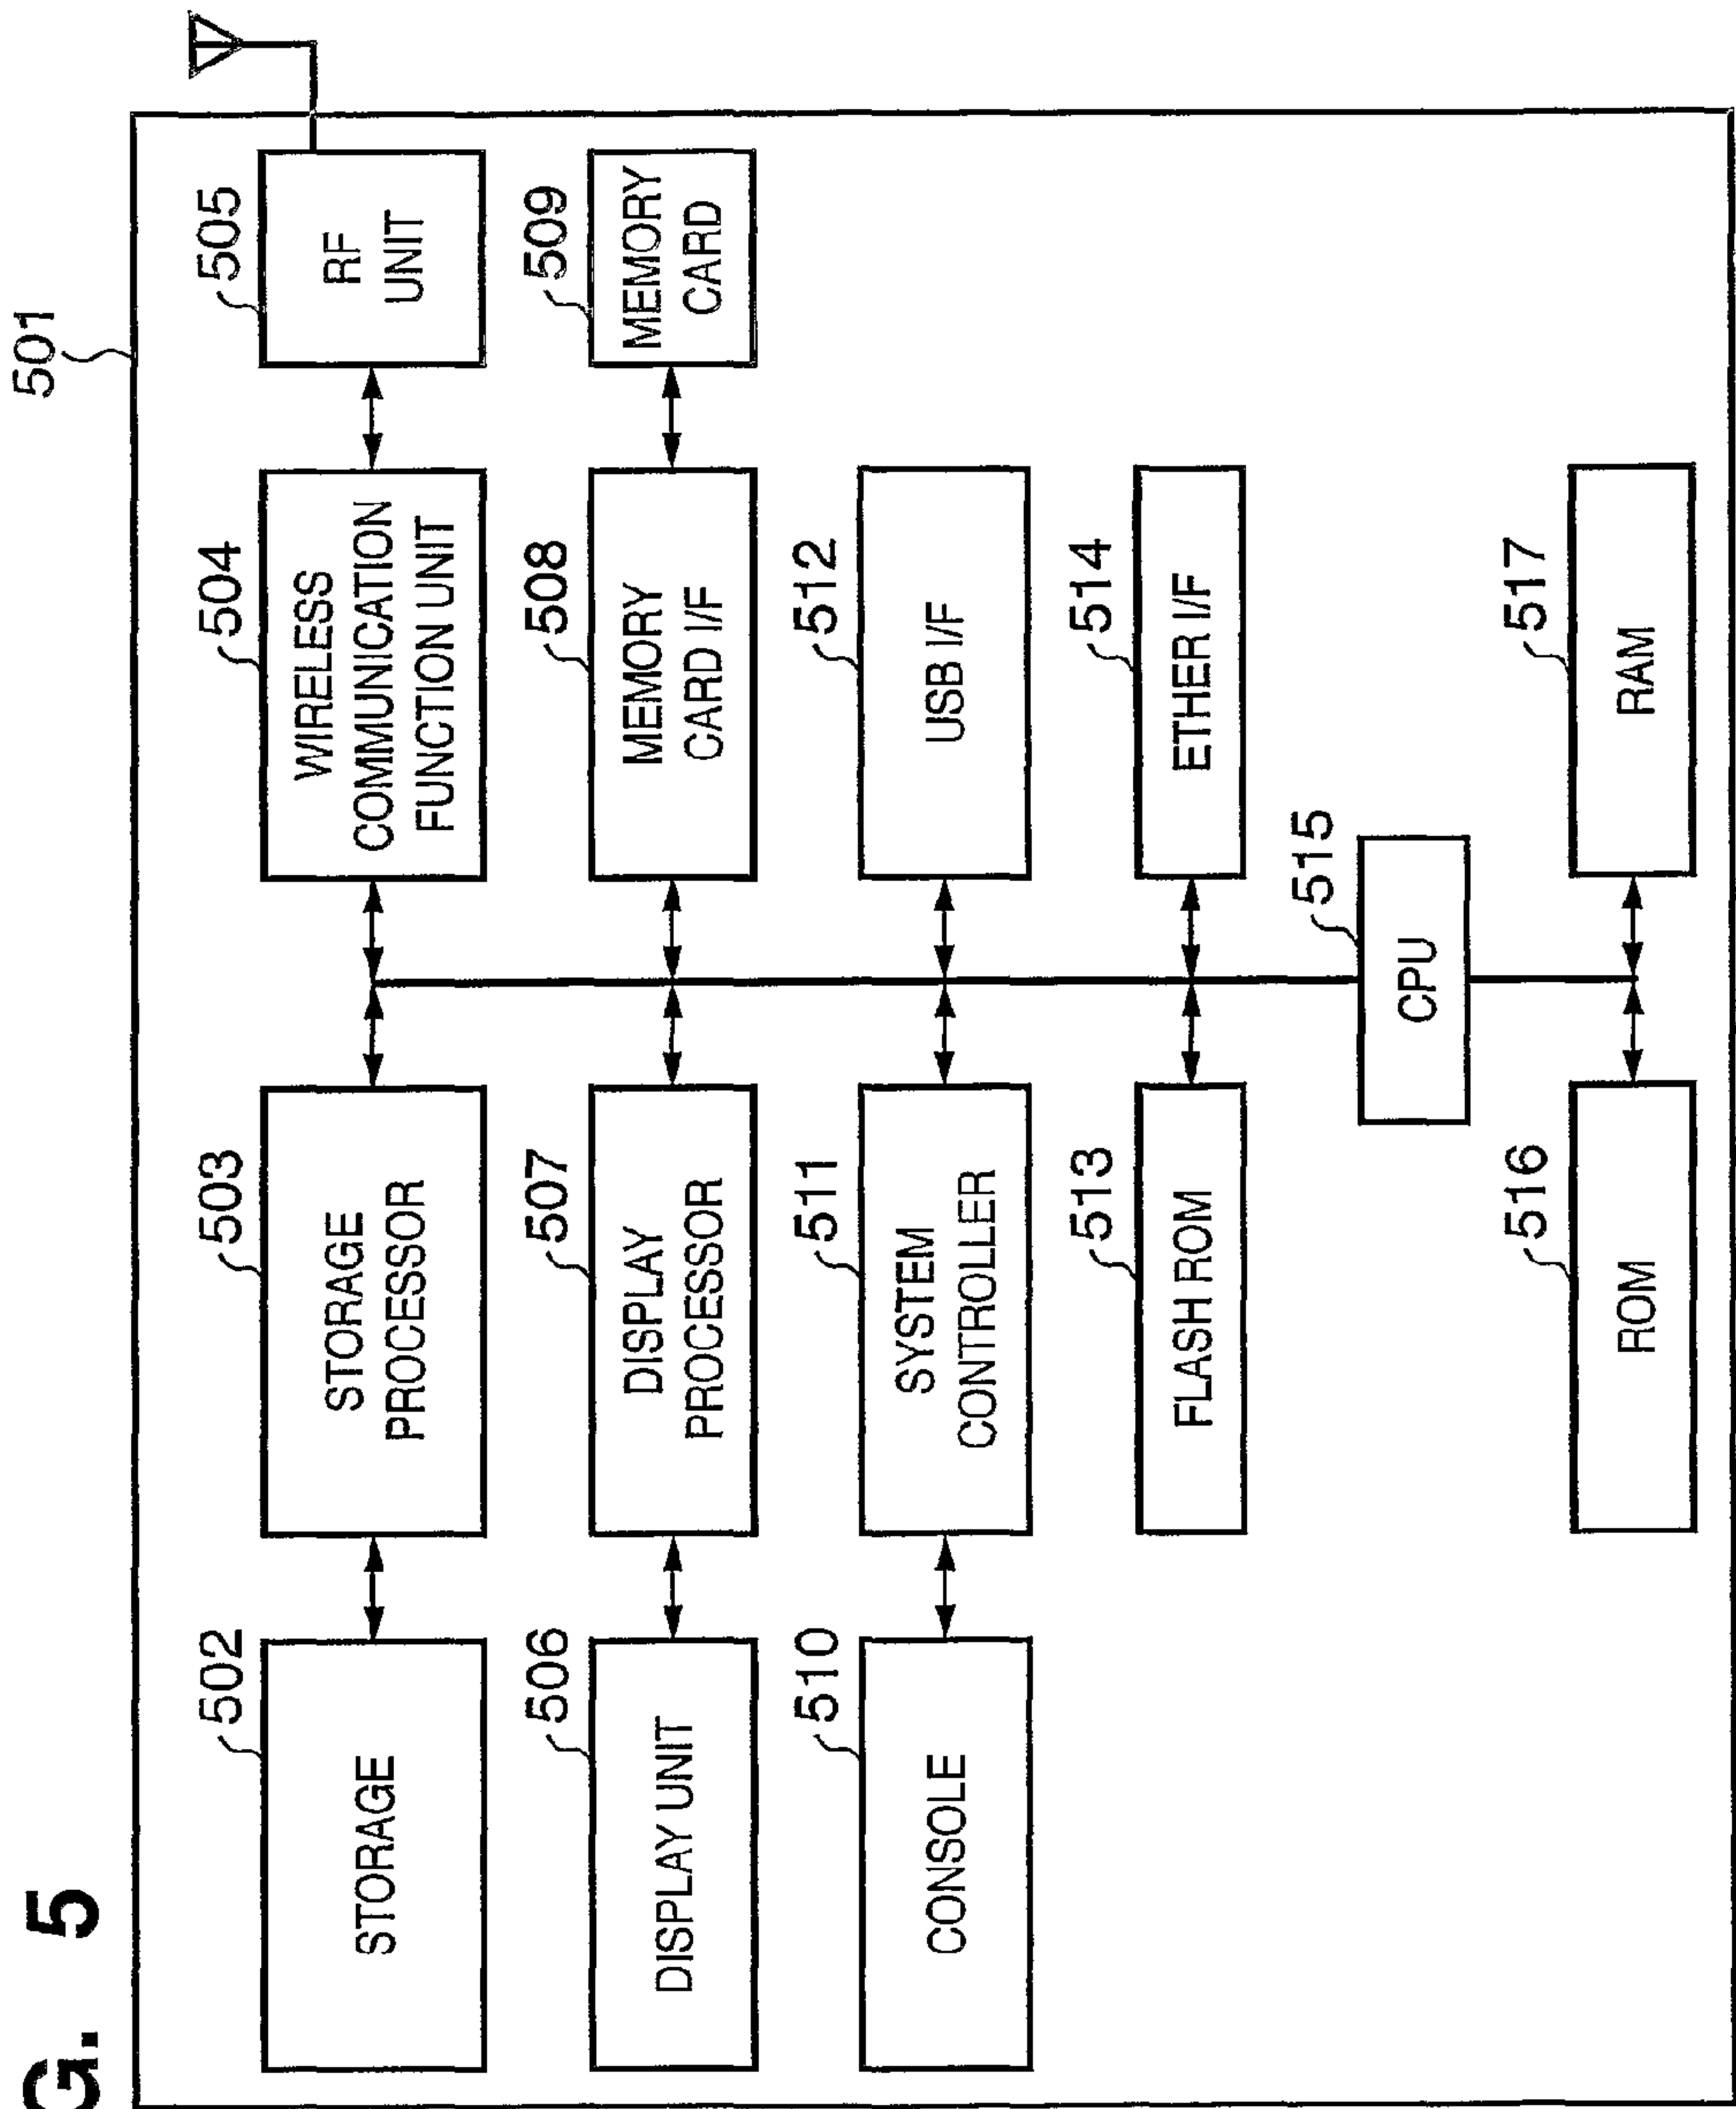 G. 5
501
502
503
504
505
STORAGE
STORAGE
PROCESSOR
WIRELESS
COMMUNICATION
FUNCTION UNIT
RF
UNIT
506
507
508
509
DISPLAY UNIT
DISPLAY
PROCESSOR
MEMORY
CARD I/F
MEMORY
CARD
510
511
512
CONSOLE
SYSTEM
CONTROLLER
USB I/F
513
514
FLASH ROM
ETHER I/F
515
CPU
516
517
ROM
RAM